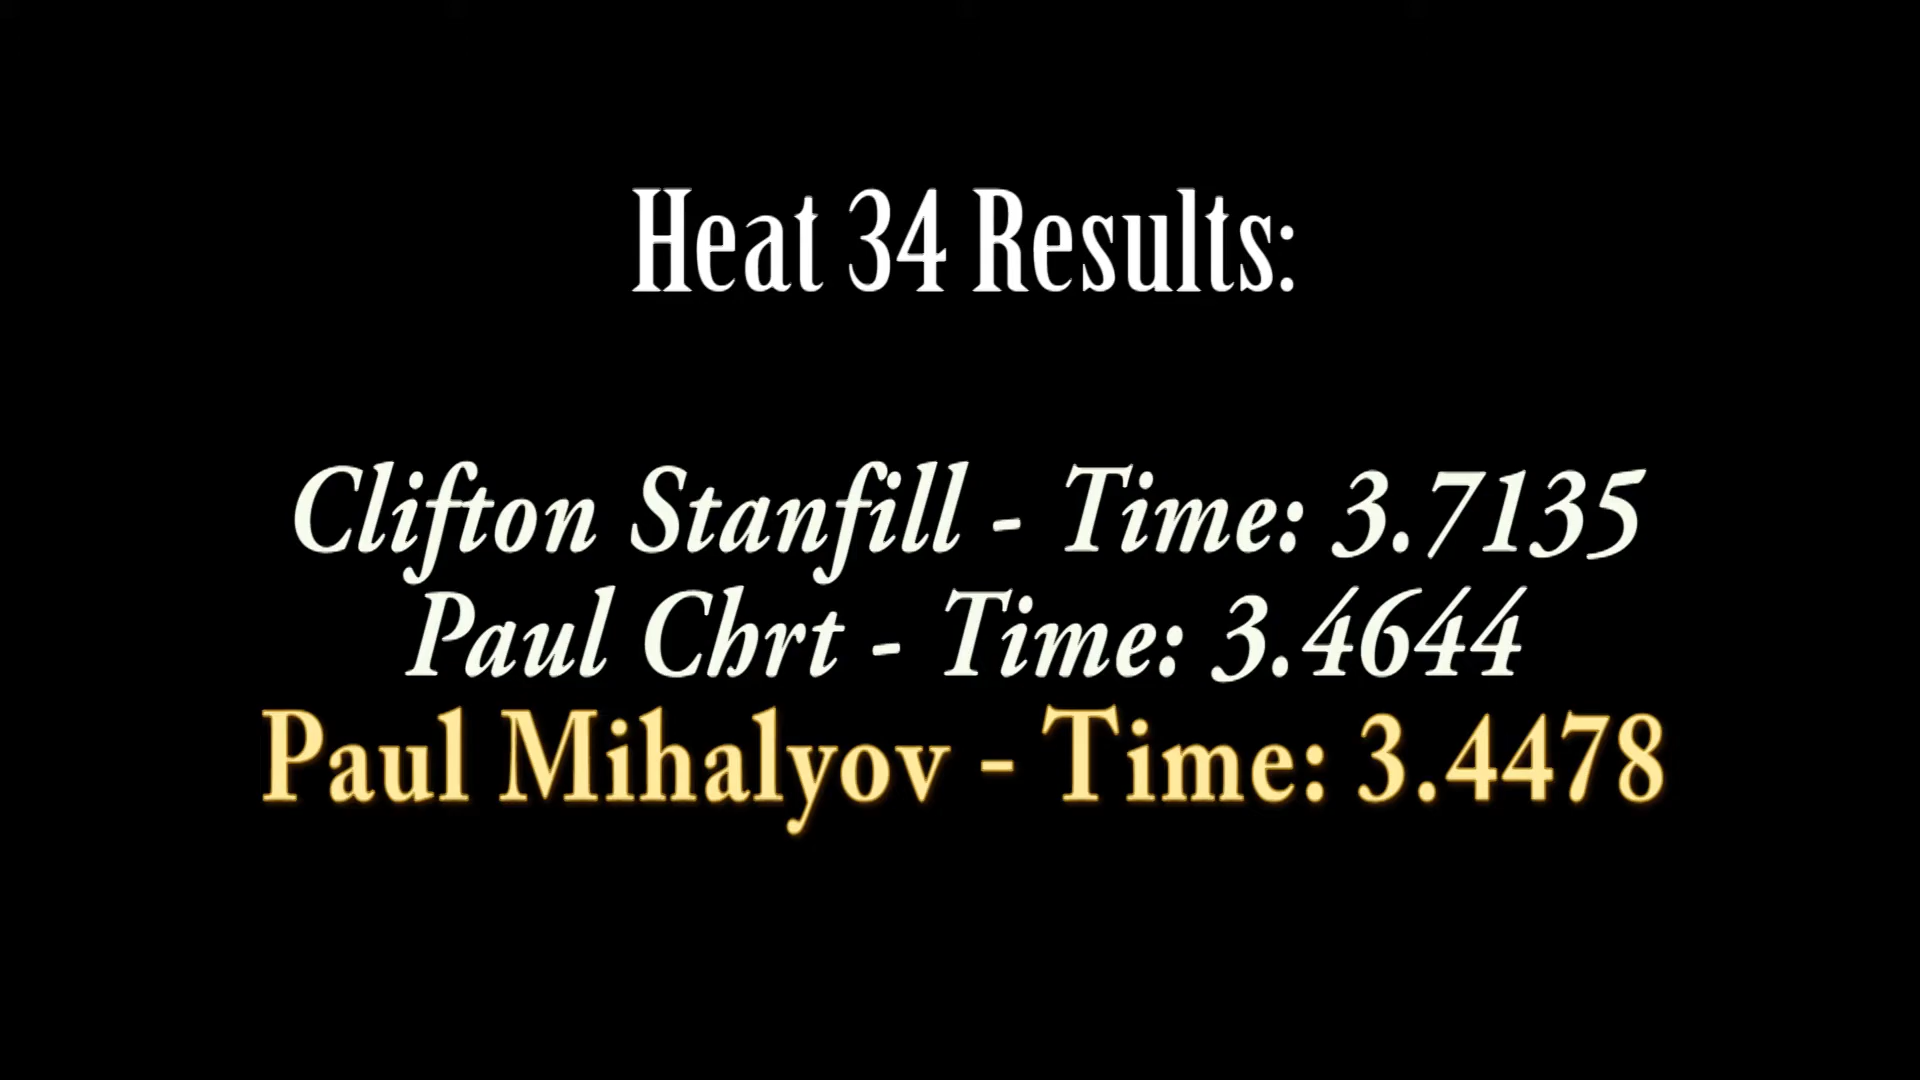 Heat 34 Results:
Clifton Stanfill - Time: 3.7135
Paul Chrt - Time: 3.4644
Paul Mihalyov - Time: 3.4478